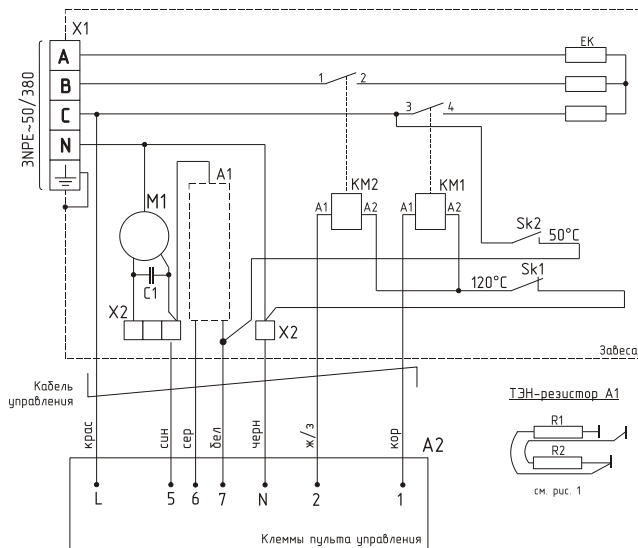 X1
3NPE~50/380
A
B
C
N
EK
1 2
3 4
M1
A1
KM2
KM1
A1 A2
A1 A2
Sk2
50°C
Sk1
120°C
C1
X2
X2
Завеса
Кабель
управления
ТЭН-резистор A1
R1
R2
см. рис. 1
крас
син
сер
бел
черн
ж/з
кор
A2
L 5 6 7 N 2 1
Клеммы пульта управления